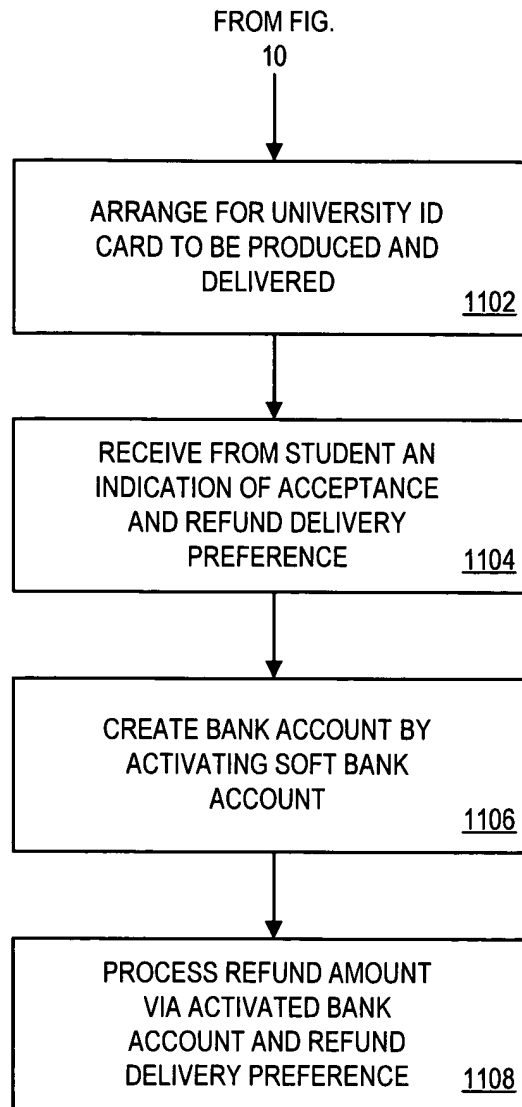 FROM FIG.
10
ARRANGE FOR UNIVERSITY ID
CARD TO BE PRODUCED AND
DELIVERED
1102
RECEIVE FROM STUDENT AN
INDICATION OF ACCEPTANCE
AND REFUND DELIVERY
PREFERENCE
1104
CREATE BANK ACCOUNT BY
ACTIVATING SOFT BANK
ACCOUNT
1106
PROCESS REFUND AMOUNT
VIA ACTIVATED BANK
ACCOUNT AND REFUND
DELIVERY PREFERENCE
1108